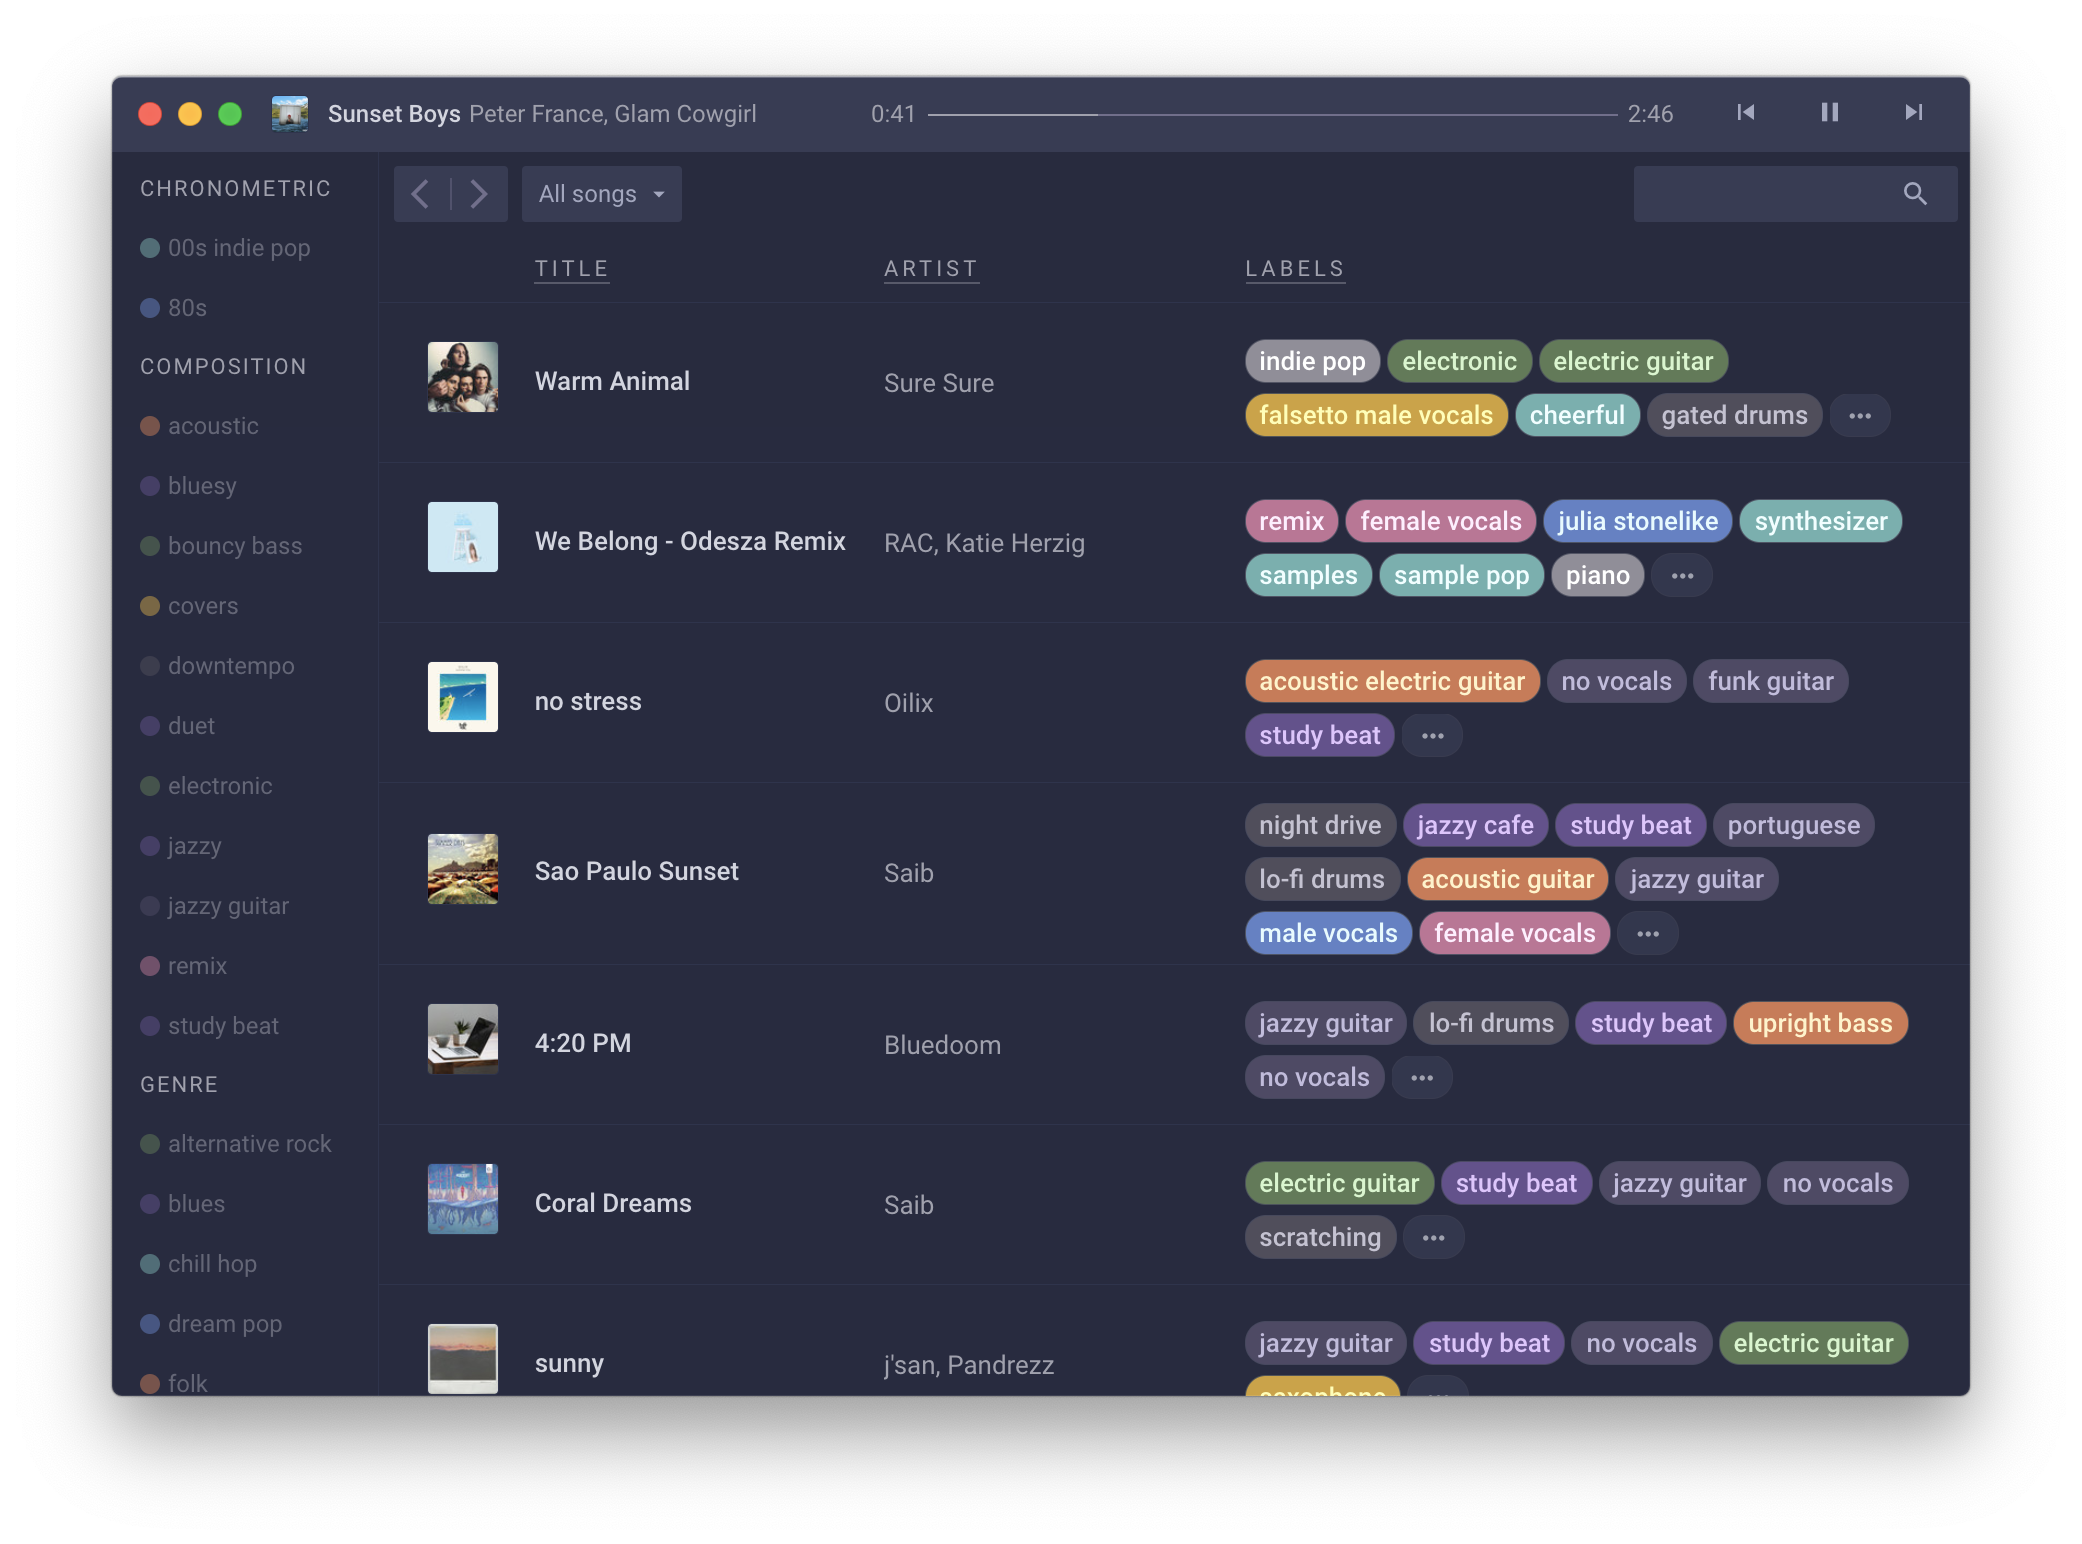 Sunset Boys Peter France, Glam Cowgirl 0:41 2:46
CHRONOMETRIC
00s indie pop
80s
COMPOSITION
acoustic
bluesy
bouncy bass
covers
downtempo
duet
electronic
jazzy
jazzy guitar
remix
study beat
GENRE
alternative rock
blues
chill hop
dream pop
folk
All songs
TITLE ARTIST LABELS
Warm Animal Sure Sure
indie pop electronic electric guitar
falsetto male vocals cheerful gated drums ...
We Belong - Odesza Remix RAC, Katie Herzig
remix female vocals julia stonelike synthesizer
samples sample pop piano ...
no stress Oilix
acoustic electric guitar no vocals funk guitar
study beat ...
Sao Paulo Sunset Saib
night drive jazzy cafe study beat portuguese
lo-fi drums acoustic guitar jazzy guitar
male vocals female vocals ...
4:20 PM Bluedoom
jazzy guitar lo-fi drums study beat upright bass
no vocals ...
Coral Dreams Saib
electric guitar study beat jazzy guitar no vocals
scratching ...
sunny j'san, Pandrezz
jazzy guitar study beat no vocals electric guitar
saxophone ...